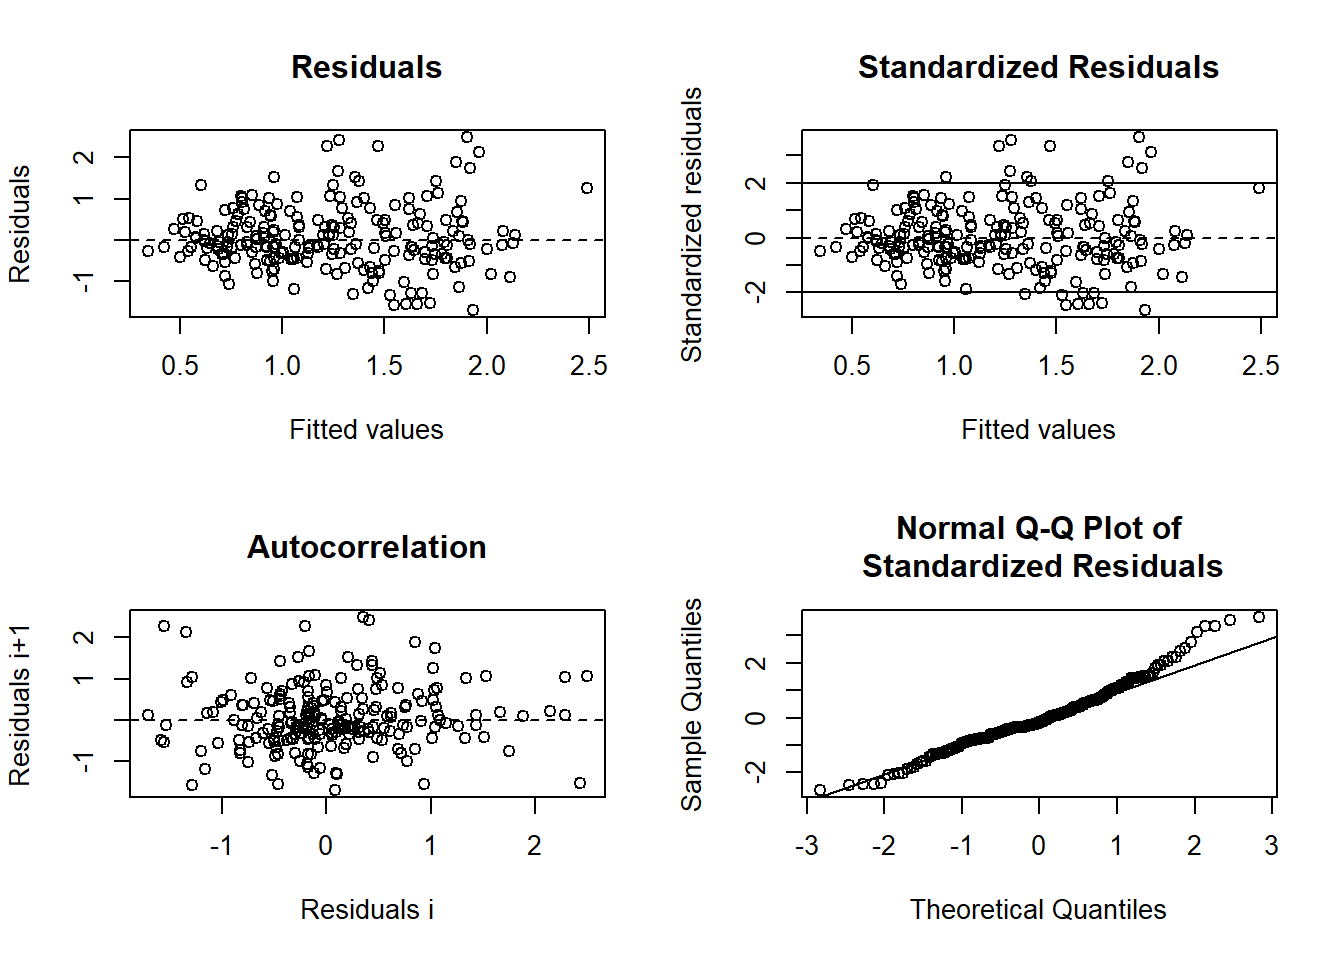 Residuals
Residuals
2
1
-1
0.5 1.0 1.5 2.0 2.5
Fitted values
Standardized Residuals
Standardized residuals
2
0
-2
0.5 1.0 1.5 2.0 2.5
Fitted values
Autocorrelation
Residuals i+1
2
1
-1
-1 0 1 2
Residuals i
Normal Q-Q Plot of
Standardized Residuals
Sample Quantiles
2
0
-2
-3 -2 -1 0 1 2 3
Theoretical Quantiles